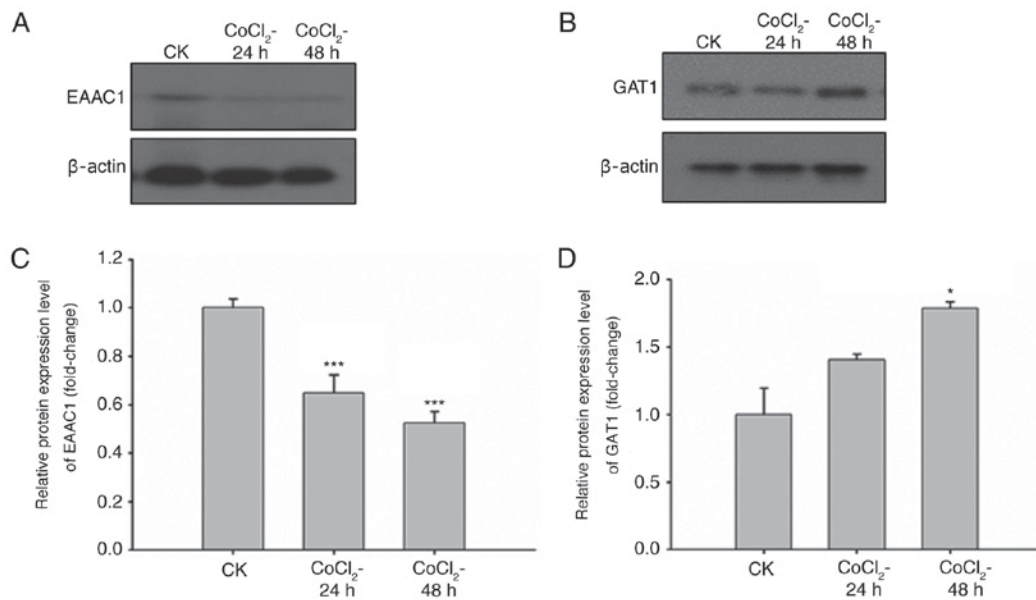 A
CK
CoCl₂-
24 h
CoCl₂-
48 h
EAAC1
β-actin
B
CK
CoCl₂-
24 h
CoCl₂-
48 h
GAT1
β-actin
C
Relative protein expression level
of EAAC1 (fold-change)
1.2
1.0
0.8
0.6
0.4
0.2
0.0
***
***
CK
CoCl₂-
24 h
CoCl₂-
48 h
D
Relative protein expression level
of GAT1 (fold-change)
2.0
1.5
1.0
0.5
0.0
*
CK
CoCl₂-
24 h
CoCl₂-
48 h